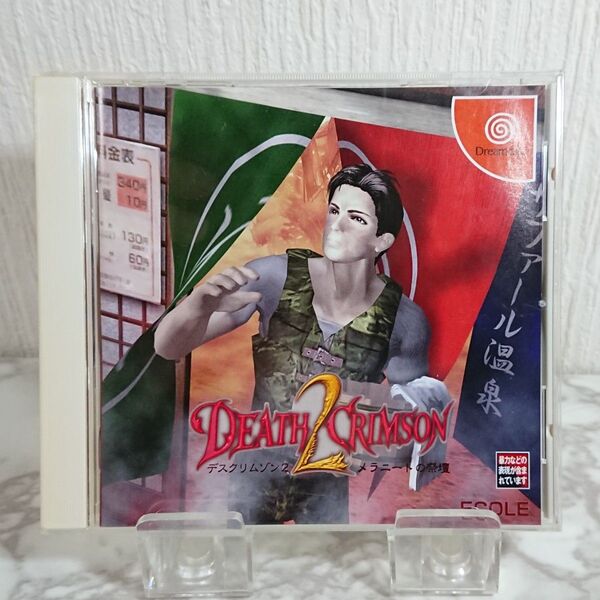 料金表
340円
10円
130円
60円
Dreamcast
サンアール温泉
DEATH 2 CRIMSON
デスクリムゾン2 メラニートの祭壇
暴力などの
表現が含ま
れています
ECOLE